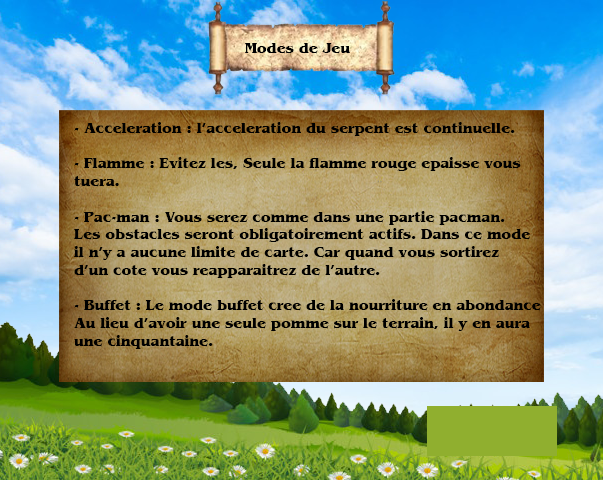 Modes de Jeu
- Acceleration : l'acceleration du serpent est continuelle.
- Flamme : Evitez les, Seule la flamme rouge epaisse vous
tuera.
- Pac-man : Vous serez comme dans une partie pacman.
Les obstacles seront obligatoirement actifs. Dans ce mode
il n'y a aucune limite de carte. Car quand vous sortirez
d'un cote vous reapparaitrez de l'autre.
- Buffet : Le mode buffet cree de la nourriture en abondance
Au lieu d'avoir une seule pomme sur le terrain, il y en aura
une cinquantaine.